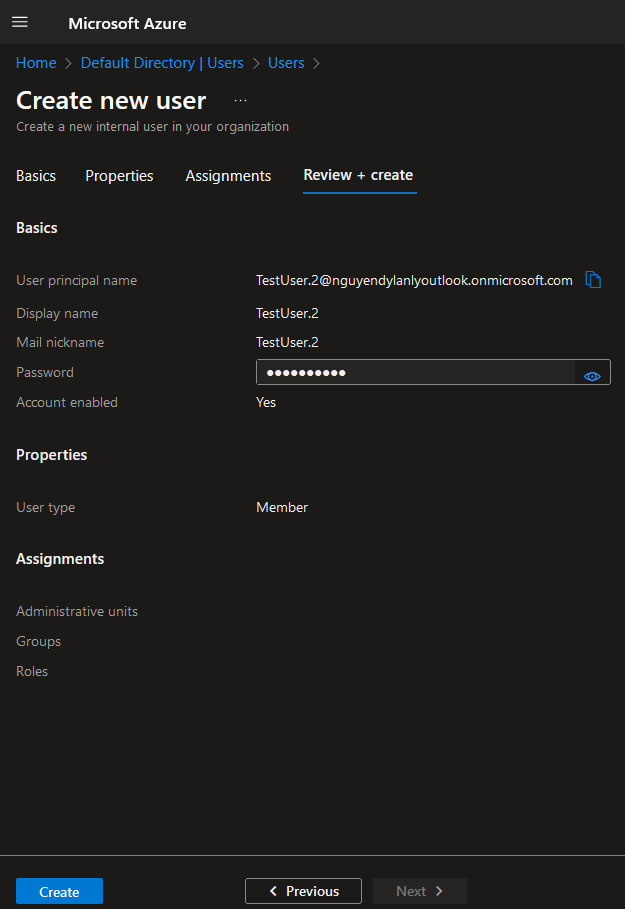 Microsoft Azure
Home > Default Directory | Users > Users >
Create new user ...
Create a new internal user in your organization
Basics Properties Assignments Review + create
Basics
User principal name TestUser.2@nguyendylanlyoutlook.onmicrosoft.com
Display name TestUser.2
Mail nickname TestUser.2
Password ●●●●●●●●●●
Account enabled Yes
Properties
User type Member
Assignments
Administrative units
Groups
Roles
Create < Previous Next >